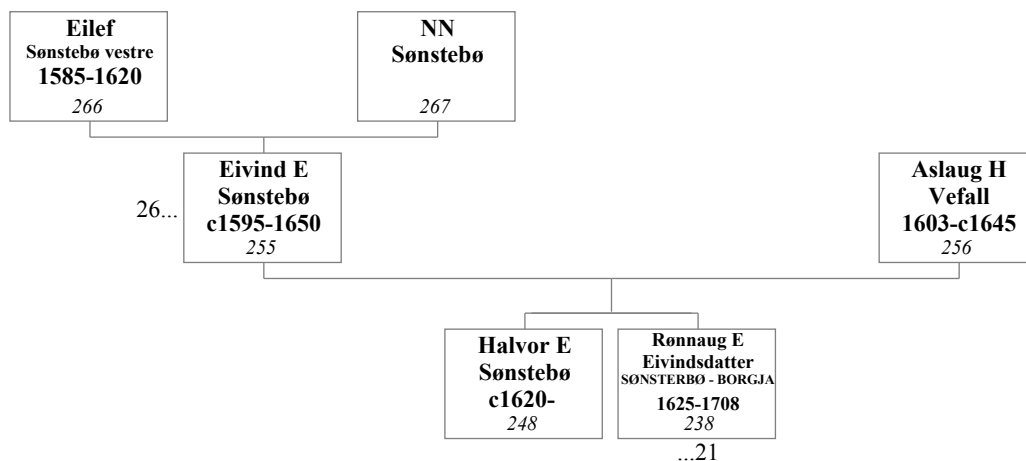 Eilef
Sønstebø vestre
1585-1620
266
NN
Sønstebø
267
26...
Eivind E
Sønstebø
c1595-1650
255
Aslaug H
Vefall
1603-c1645
256
Halvor E
Sønstebø
c1620-
248
Rønnaug E
Eivindsdatter
SØNSTERBØ - BORGJA
1625-1708
238
...21